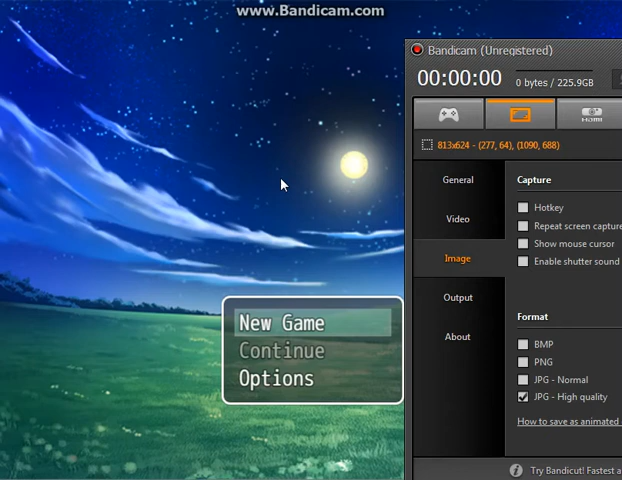 www.Bandicam.com
Bandicam (Unregistered)
00:00:00
0 bytes / 225.9GB
HDMI
813x624 - (277, 64), (1090, 688)
General
Video
Image
Output
About
Capture
Hotkey
Repeat screen capture
Show mouse cursor
Enable shutter sound
Format
BMP
PNG
JPG - Normal
JPG - High quality
How to save as animated
New Game
Continue
Options
Try Bandicut! Fastest a